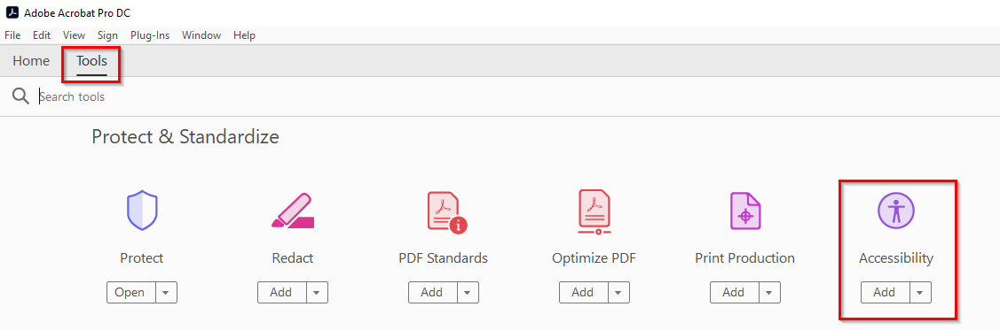 Adobe Acrobat Pro DC
File Edit View Sign Plug-Ins Window Help
Home Tools
Search tools
Protect & Standardize
Protect Redact PDF Standards Optimize PDF Print Production Accessibility
Open Add Add Add Add Add